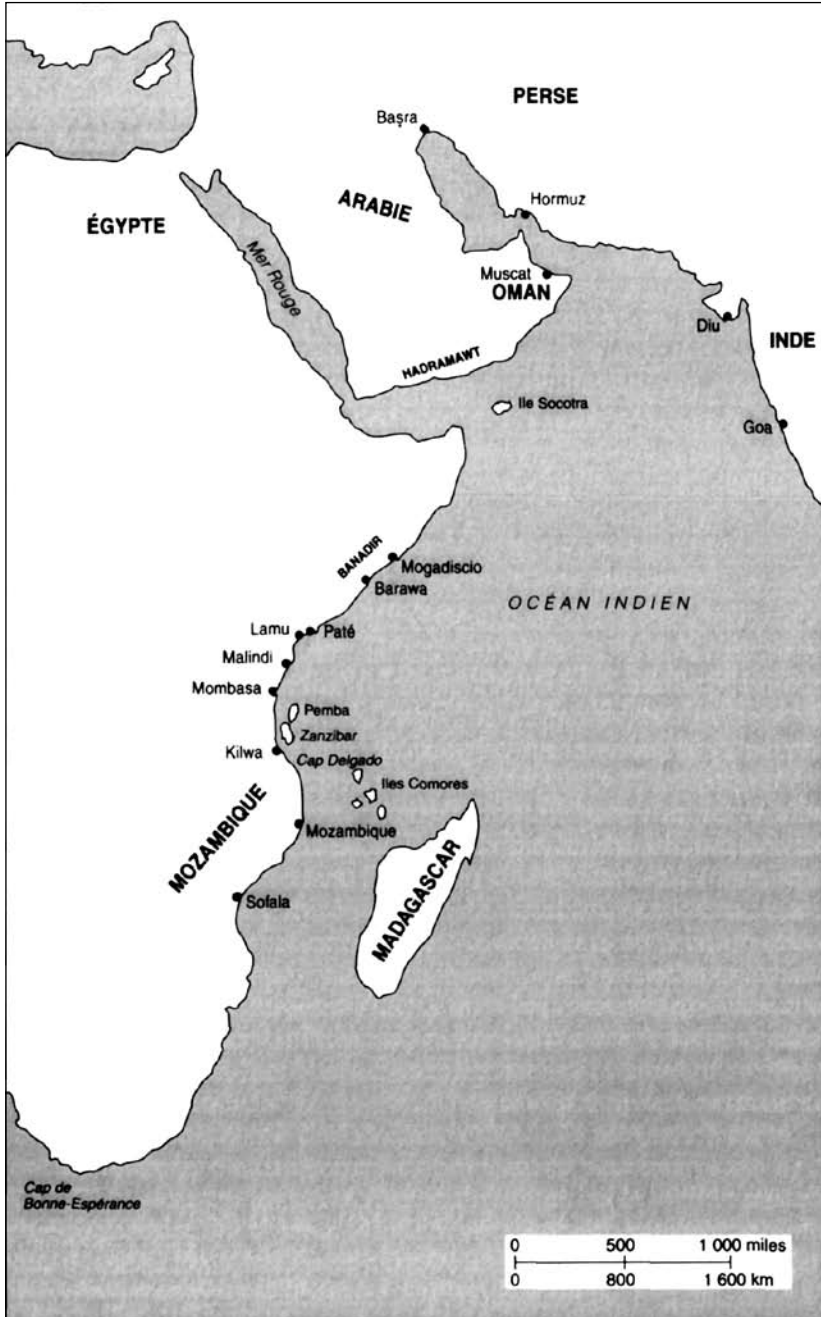 PERSE
Baṣra
ARABIE
Hormuz
ÉGYPTE
Mer Rouge
Muscat
OMAN
Diu
INDE
HADRAMAWT
Ile Socotra
Goa
BANADIR
Mogadiscio
Barawa
OCÉAN INDIEN
Lamu
Paté
Malindi
Mombasa
Pemba
Zanzibar
Kilwa
Cap Delgado
Iles Comores
MOZAMBIQUE
Mozambique
MADAGASCAR
Sofala
Cap de
Bonne-Espérance
0 500 1 000 miles
0 800 1 600 km